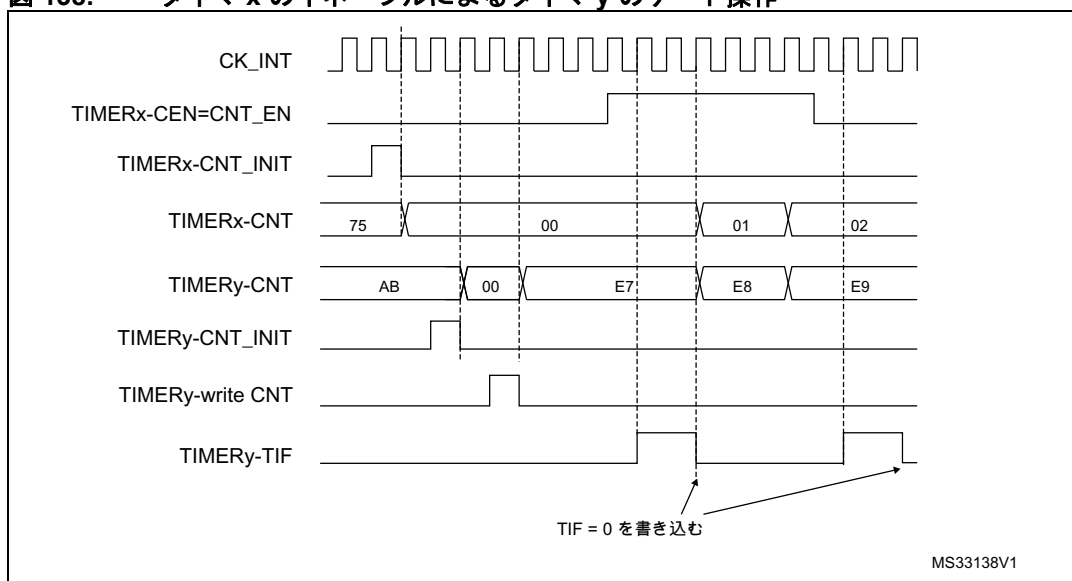 CK_INT
TIMERx-CEN=CNT_EN
TIMERx-CNT_INIT
TIMERx-CNT 75 00 01 02
TIMERy-CNT AB 00 E7 E8 E9
TIMERy-CNT_INIT
TIMERy-write CNT
TIMERy-TIF
TIF = 0 を書き込む
MS33138V1